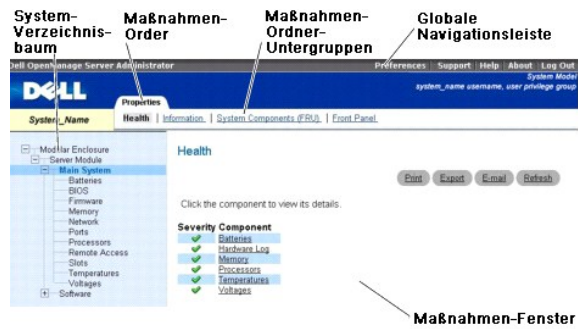 System-
Verzeichnis-
baum
Maßnahmen-
Order
Maßnahmen-
Ordner-
Untergruppen
Globale
Navigationsleiste
Dell OpenManage Server Administrator
Preferences Support Help About Log Out
DELL
System Model
system_name username, user privilege group
Properties
System_Name
Health Information System Components (FRU) Front Panel
Modular Enclosure
Server Module
Main System
Batteries
BIOS
Firmware
Memory
Network
Ports
Processors
Remote Access
Slots
Temperatures
Voltages
Software
Health
Print Export E-mail Refresh
Click the component to view its details.
Severity Component
Batteries
Hardware Log
Memory
Processors
Temperatures
Voltages
Maßnahmen-Fenster